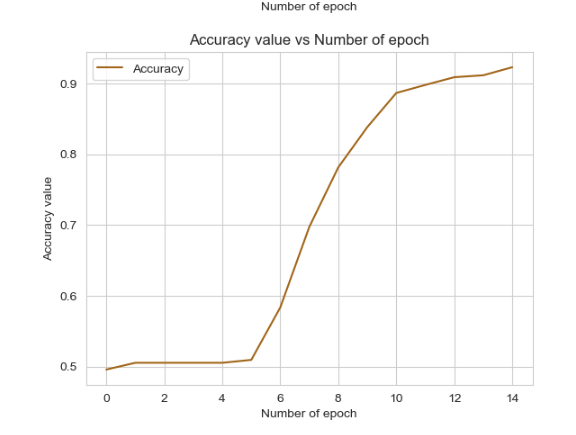 Number of epoch
Accuracy value vs Number of epoch
Accuracy
0.9
0.8
0.7
0.6
0.5
Accuracy value
0 2 4 6 8 10 12 14
Number of epoch